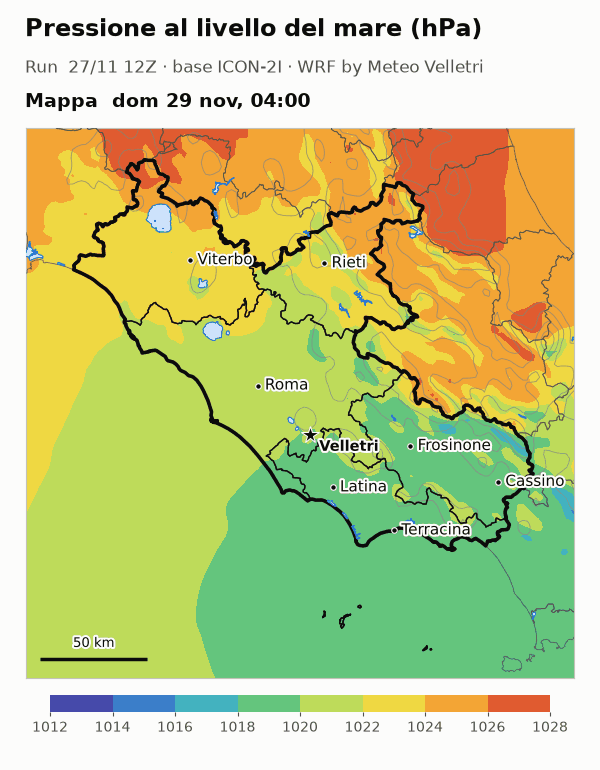 Pressione al livello del mare (hPa)
Run 27/11 12Z · base ICON-2I · WRF by Meteo Velletri
Mappa dom 29 nov, 04:00
Viterbo
Rieti
Roma
Velletri
Frosinone
Cassino
Latina
Terracina
50 km
1012 1014 1016 1018 1020 1022 1024 1026 1028